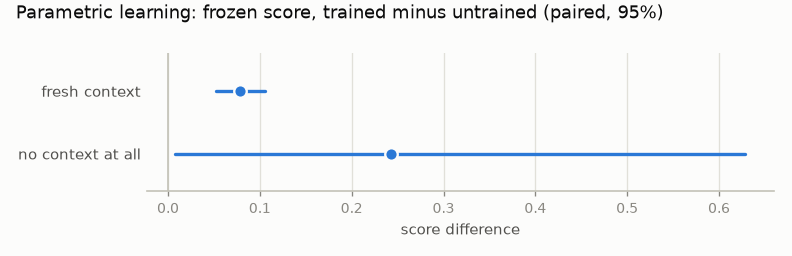 Parametric learning: frozen score, trained minus untrained (paired, 95%)
fresh context
no context at all
0.0 0.1 0.2 0.3 0.4 0.5 0.6
score difference